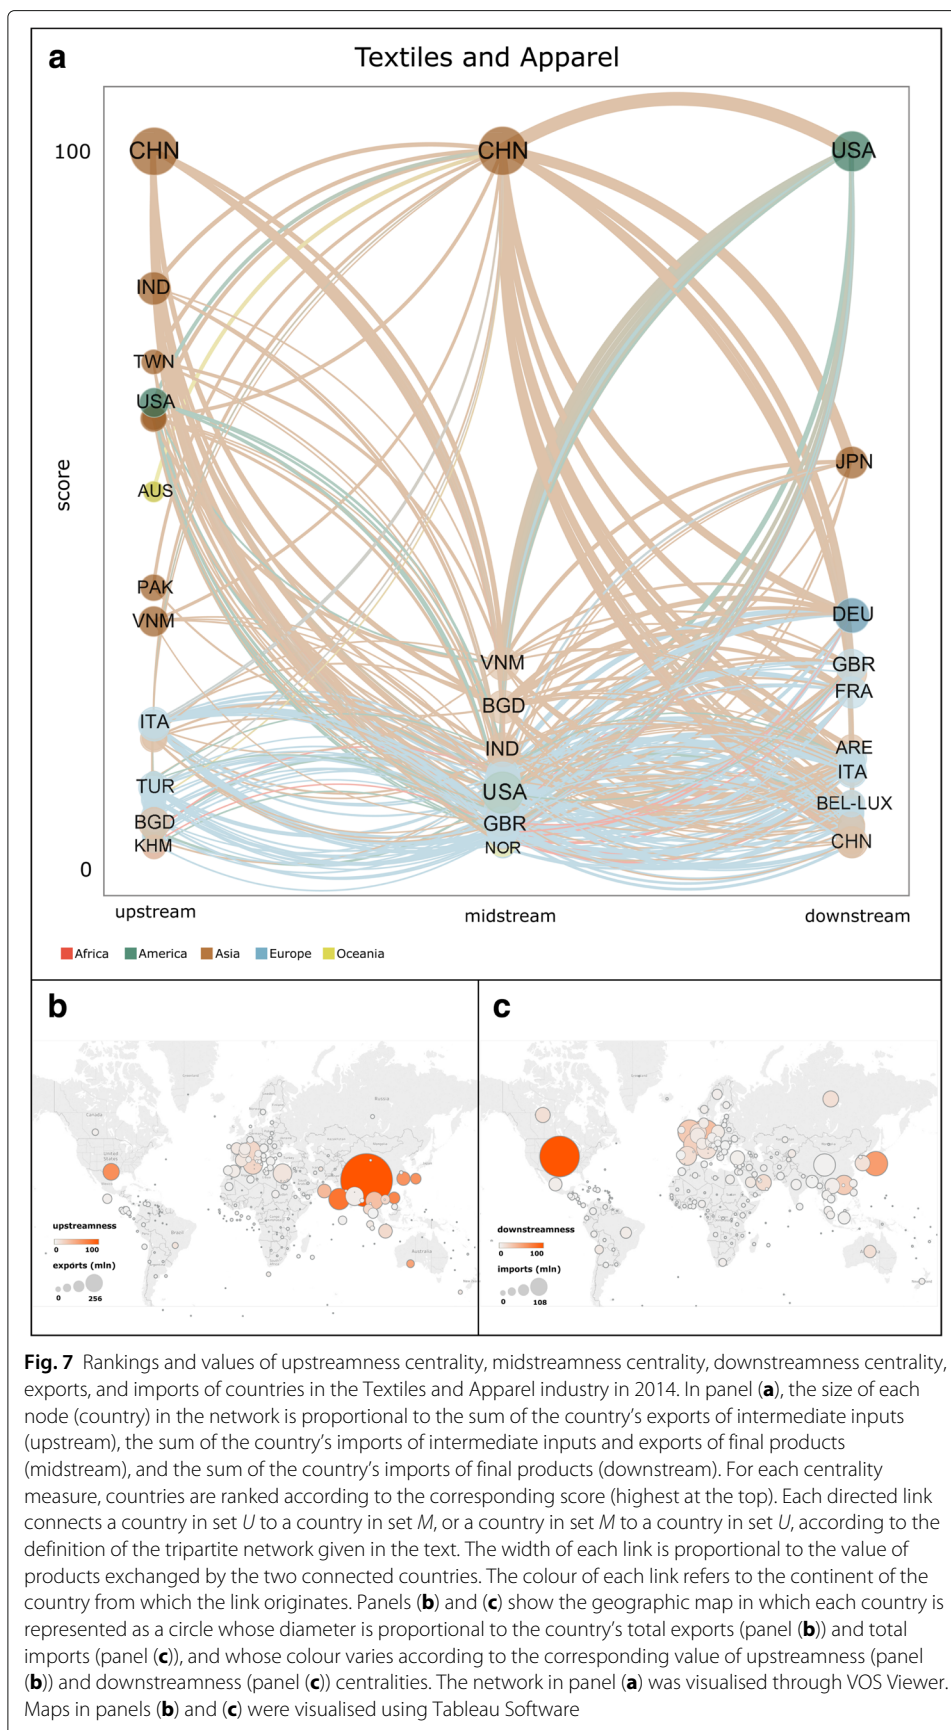 a
Textiles and Apparel
100
score
0
CHN
IND
TWN
USA
AUS
PAK
VNM
ITA
TUR
BGD
KHM
CHN
VNM
BGD
IND
USA
GBR
NOR
USA
JPN
DEU
GBR
FRA
ARE
ITA
BEL-LUX
CHN
upstream
midstream
downstream
Africa
America
Asia
Europe
Oceania
b
Canada
United
States
Brazil
Russia
Australia
upstreamness
0 100
exports (mln)
0 256
c
downstreamness
0 100
imports (mln)
0 108
Fig. 7 Rankings and values of upstreamness centrality, midstreamness centrality, downstreamness centrality,
exports, and imports of countries in the Textiles and Apparel industry in 2014. In panel (a), the size of each
node (country) in the network is proportional to the sum of the country's exports of intermediate inputs
(upstream), the sum of the country's imports of intermediate inputs and exports of final products
(midstream), and the sum of the country's imports of final products (downstream). For each centrality
measure, countries are ranked according to the corresponding score (highest at the top). Each directed link
connects a country in set U to a country in set M, or a country in set M to a country in set U, according to the
definition of the tripartite network given in the text. The width of each link is proportional to the value of
products exchanged by the two connected countries. The colour of each link refers to the continent of the
country from which the link originates. Panels (b) and (c) show the geographic map in which each country is
represented as a circle whose diameter is proportional to the country's total exports (panel (b)) and total
imports (panel (c)), and whose colour varies according to the corresponding value of upstreamness (panel
(b)) and downstreamness (panel (c)) centralities. The network in panel (a) was visualised through VOS Viewer.
Maps in panels (b) and (c) were visualised using Tableau Software